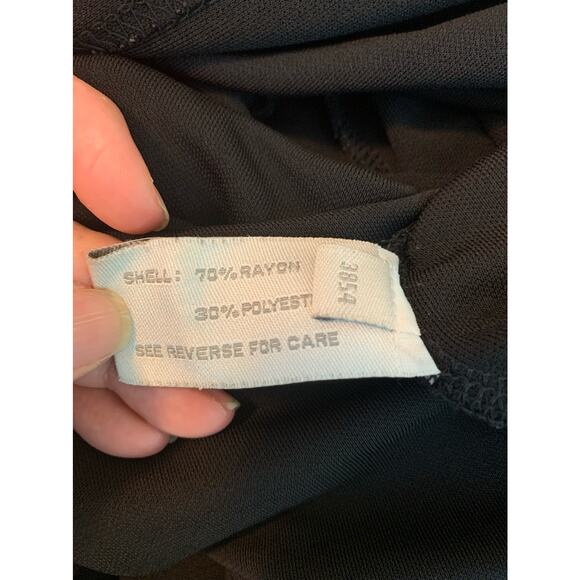 SHELL: 70% RAYON
30% POLYEST
SEE REVERSE FOR CARE
3854